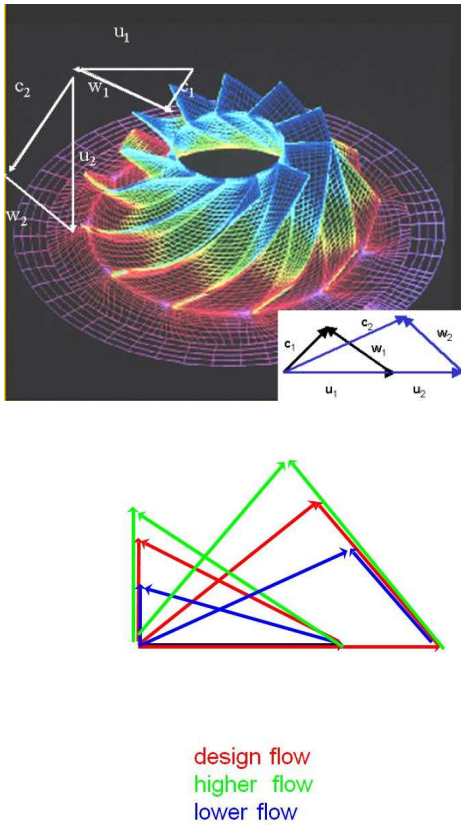 u1
c2
w1
c1
u2
w2
c2
c1
w1
w2
u1
u2
design flow
higher flow
lower flow